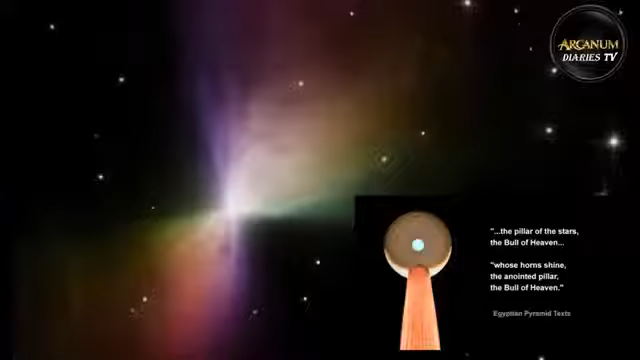 ARCANUM
DIARIES TV
"...the pillar of the stars,
the Bull of Heaven...
"whose horns shine,
the anointed pillar,
the Bull of Heaven."
Egyptian Pyramid Texts